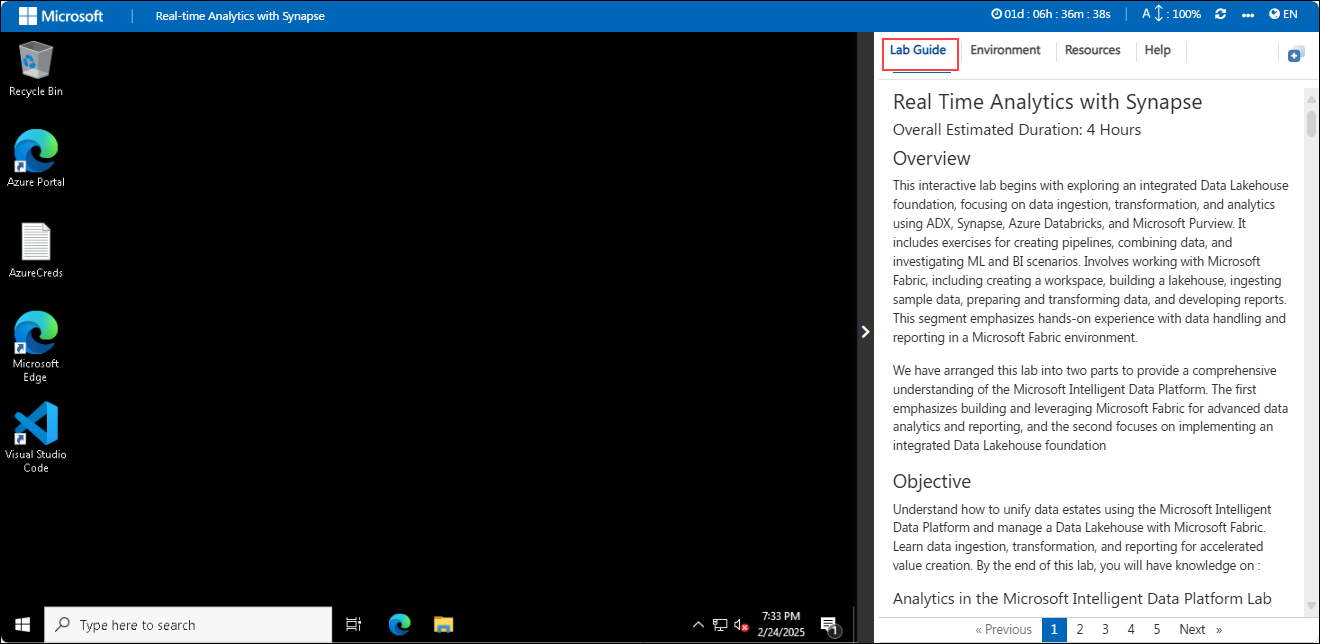 Microsoft
Real-time Analytics with Synapse
01d : 06h : 36m : 38s
A : 100%
EN
Recycle Bin
Azure Portal
AzureCreds
Microsoft
Edge
Visual Studio
Code
Lab Guide
Environment
Resources
Help
Real Time Analytics with Synapse
Overall Estimated Duration: 4 Hours
Overview
This interactive lab begins with exploring an integrated Data Lakehouse
foundation, focusing on data ingestion, transformation, and analytics
using ADX, Synapse, Azure Databricks, and Microsoft Purview. It
includes exercises for creating pipelines, combining data, and
investigating ML and BI scenarios. Involves working with Microsoft
Fabric, including creating a workspace, building a lakehouse, ingesting
sample data, preparing and transforming data, and developing reports.
This segment emphasizes hands-on experience with data handling and
reporting in a Microsoft Fabric environment.
We have arranged this lab into two parts to provide a comprehensive
understanding of the Microsoft Intelligent Data Platform. The first
emphasizes building and leveraging Microsoft Fabric for advanced data
analytics and reporting, and the second focuses on implementing an
integrated Data Lakehouse foundation
Objective
Understand how to unify data estates using the Microsoft Intelligent
Data Platform and manage a Data Lakehouse with Microsoft Fabric.
Learn data ingestion, transformation, and reporting for accelerated
value creation. By the end of this lab, you will have knowledge on :
Analytics in the Microsoft Intelligent Data Platform Lab
« Previous 1 2 3 4 5 Next »
Type here to search
7:33 PM
2/24/2025
1